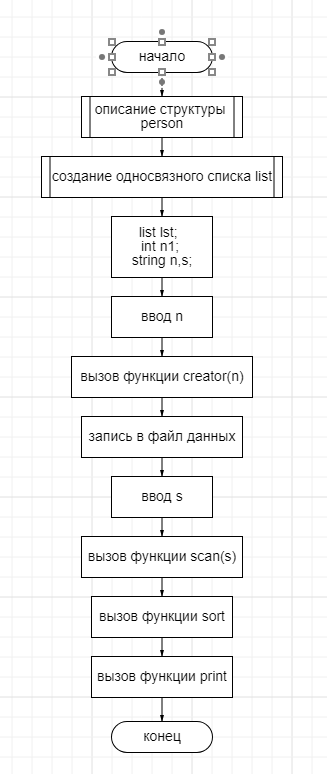 начало
описание структуры
person
создание односвязного списка list
list lst;
int n1;
string n,s;
ввод n
вызов функции creator(n)
запись в файл данных
ввод s
вызов функции scan(s)
вызов функции sort
вызов функции print
конец